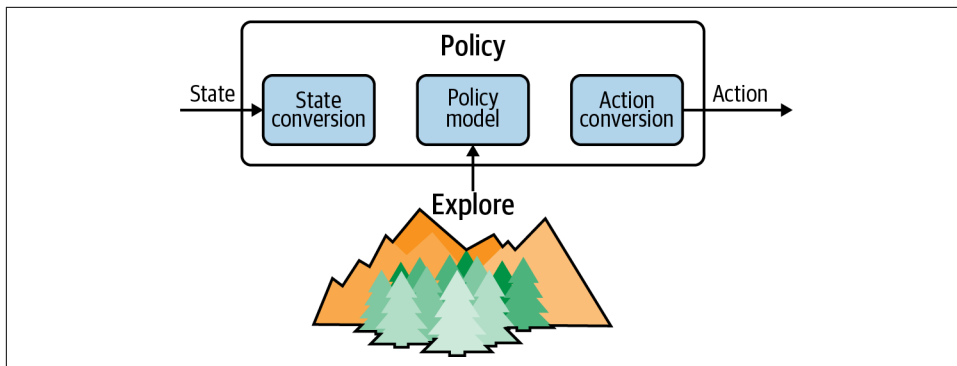 Policy
State
State
conversion
Policy
model
Action
conversion
Action
Explore